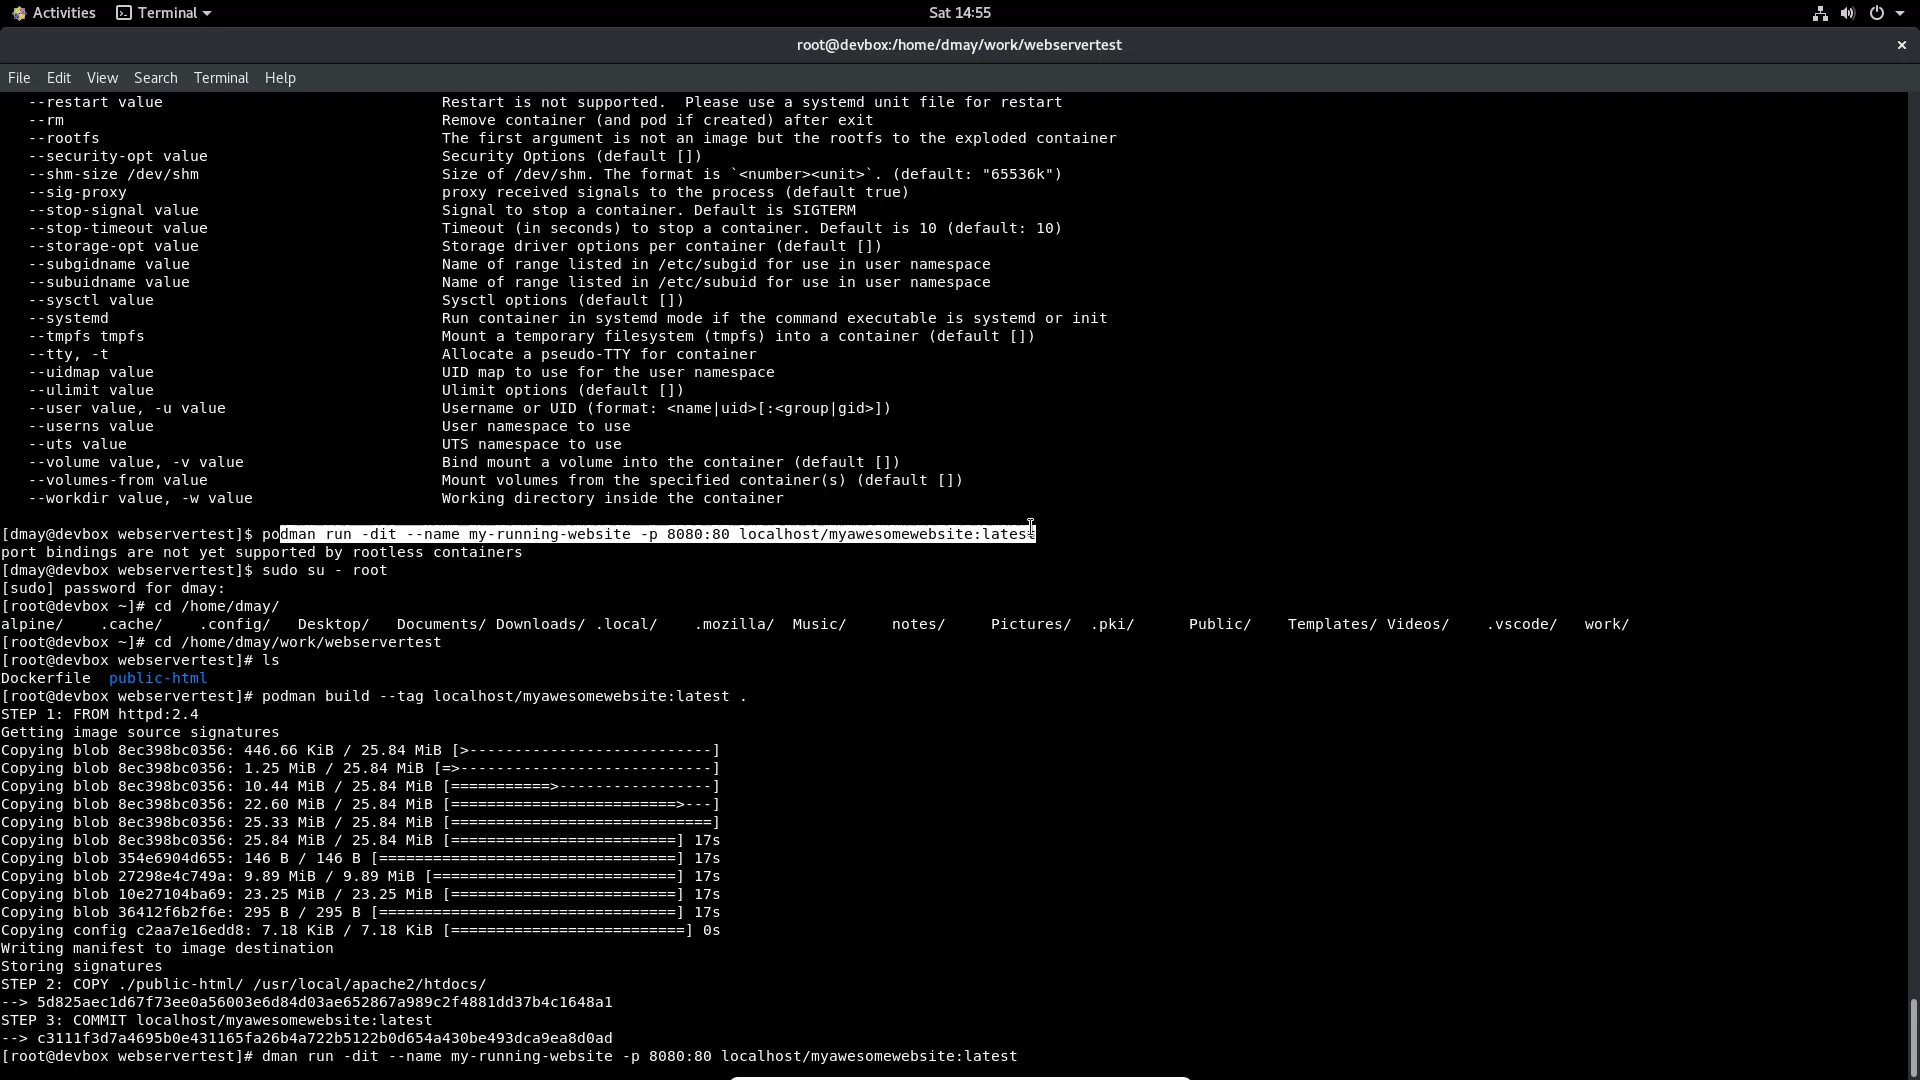 Activities Terminal Sat 14:55
root@devbox:/home/dmay/work/webservertest ×
File Edit View Search Terminal Help
--restart value Restart is not supported.  Please use a systemd unit file for restart
--rm Remove container (and pod if created) after exit
--rootfs The first argument is not an image but the rootfs to the exploded container
--security-opt value Security Options (default [])
--shm-size /dev/shm Size of /dev/shm. The format is `<number><unit>`. (default: "65536k")
--sig-proxy proxy received signals to the process (default true)
--stop-signal value Signal to stop a container. Default is SIGTERM
--stop-timeout value Timeout (in seconds) to stop a container. Default is 10 (default: 10)
--storage-opt value Storage driver options per container (default [])
--subgidname value Name of range listed in /etc/subgid for use in user namespace
--subuidname value Name of range listed in /etc/subuid for use in user namespace
--sysctl value Sysctl options (default [])
--systemd Run container in systemd mode if the command executable is systemd or init
--tmpfs tmpfs Mount a temporary filesystem (tmpfs) into a container (default [])
--tty, -t Allocate a pseudo-TTY for container
--uidmap value UID map to use for the user namespace
--ulimit value Ulimit options (default [])
--user value, -u value Username or UID (format: <name|uid>[:<group|gid>])
--userns value User namespace to use
--uts value UTS namespace to use
--volume value, -v value Bind mount a volume into the container (default [])
--volumes-from value Mount volumes from the specified container(s) (default [])
--workdir value, -w value Working directory inside the container
[dmay@devbox webservertest]$ podman run -dit --name my-running-website -p 8080:80 localhost/myawesomewebsite:latest
port bindings are not yet supported by rootless containers
[dmay@devbox webservertest]$ sudo su - root
[sudo] password for dmay:
[root@devbox ~]# cd /home/dmay/
alpine/ .cache/ .config/ Desktop/ Documents/ Downloads/ .local/ .mozilla/ Music/ notes/ Pictures/ .pki/ Public/ Templates/ Videos/ .vscode/ work/
[root@devbox ~]# cd /home/dmay/work/webservertest
[root@devbox webservertest]# ls
Dockerfile public-html
[root@devbox webservertest]# podman build --tag localhost/myawesomewebsite:latest .
STEP 1: FROM httpd:2.4
Getting image source signatures
Copying blob 8ec398bc0356: 446.66 KiB / 25.84 MiB [>---------------------------]
Copying blob 8ec398bc0356: 1.25 MiB / 25.84 MiB [=>----------------------------]
Copying blob 8ec398bc0356: 10.44 MiB / 25.84 MiB [===========>-----------------]
Copying blob 8ec398bc0356: 22.60 MiB / 25.84 MiB [=========================>---]
Copying blob 8ec398bc0356: 25.33 MiB / 25.84 MiB [=============================]
Copying blob 8ec398bc0356: 25.84 MiB / 25.84 MiB [=========================] 17s
Copying blob 354e6904d655: 146 B / 146 B [=================================] 17s
Copying blob 27298e4c749a: 9.89 MiB / 9.89 MiB [===========================] 17s
Copying blob 10e27104ba69: 23.25 MiB / 23.25 MiB [=========================] 17s
Copying blob 36412f6b2f6e: 295 B / 295 B [=================================] 17s
Copying config c2aa7e16edd8: 7.18 KiB / 7.18 KiB [==========================] 0s
Writing manifest to image destination
Storing signatures
STEP 2: COPY ./public-html/ /usr/local/apache2/htdocs/
--> 5d825aec1d67f73ee0a56003e6d84d03ae652867a989c2f4881dd37b4c1648a1
STEP 3: COMMIT localhost/myawesomewebsite:latest
--> c3111f3d7a4695b0e431165fa26b4a722b5122b0d654a430be493dca9ea8d0ad
[root@devbox webservertest]# dman run -dit --name my-running-website -p 8080:80 localhost/myawesomewebsite:latest